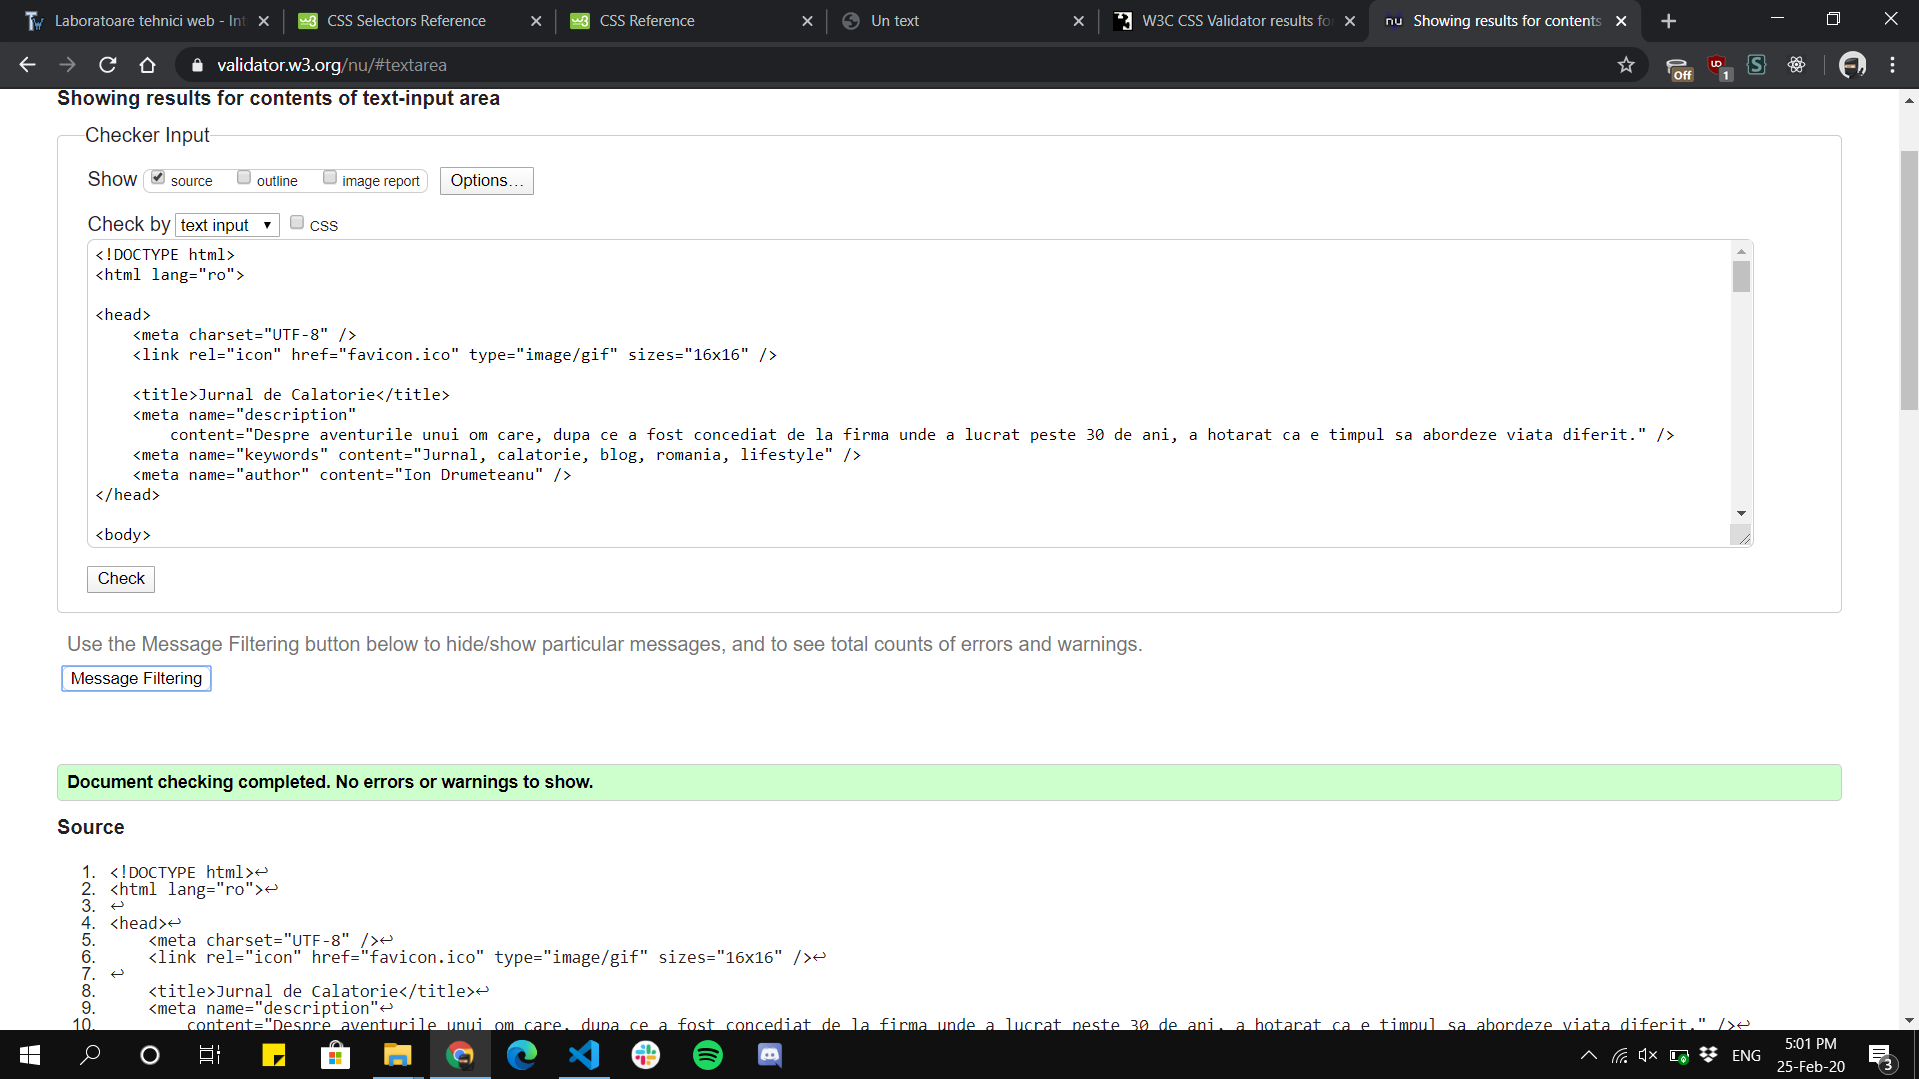 Laboratoare tehnici web - Int
CSS Selectors Reference
CSS Reference
Un text
W3C CSS Validator results for
nu Showing results for contents
validator.w3.org/nu/#textarea
Off
1
Showing results for contents of text-input area
Checker Input
Show source outline image report Options...
Check by text input CSS
<!DOCTYPE html>
<html lang="ro">
<head>
<meta charset="UTF-8" />
<link rel="icon" href="favicon.ico" type="image/gif" sizes="16x16" />
<title>Jurnal de Calatorie</title>
<meta name="description"
content="Despre aventurile unui om care, dupa ce a fost concediat de la firma unde a lucrat peste 30 de ani, a hotarat ca e timpul sa abordeze viata diferit." />
<meta name="keywords" content="Jurnal, calatorie, blog, romania, lifestyle" />
<meta name="author" content="Ion Drumeteanu" />
</head>
<body>
Check
Use the Message Filtering button below to hide/show particular messages, and to see total counts of errors and warnings.
Message Filtering
Document checking completed. No errors or warnings to show.
Source
1. <!DOCTYPE html>↩
2. <html lang="ro">↩
3. ↩
4. <head>↩
5. <meta charset="UTF-8" />↩
6. <link rel="icon" href="favicon.ico" type="image/gif" sizes="16x16" />↩
7. ↩
8. <title>Jurnal de Calatorie</title>↩
9. <meta name="description"↩
10. content="Despre aventurile unui om care, dupa ce a fost concediat de la firma unde a lucrat peste 30 de ani, a hotarat ca e timpul sa abordeze viata diferit." />↩
ENG
5:01 PM
25-Feb-20
3